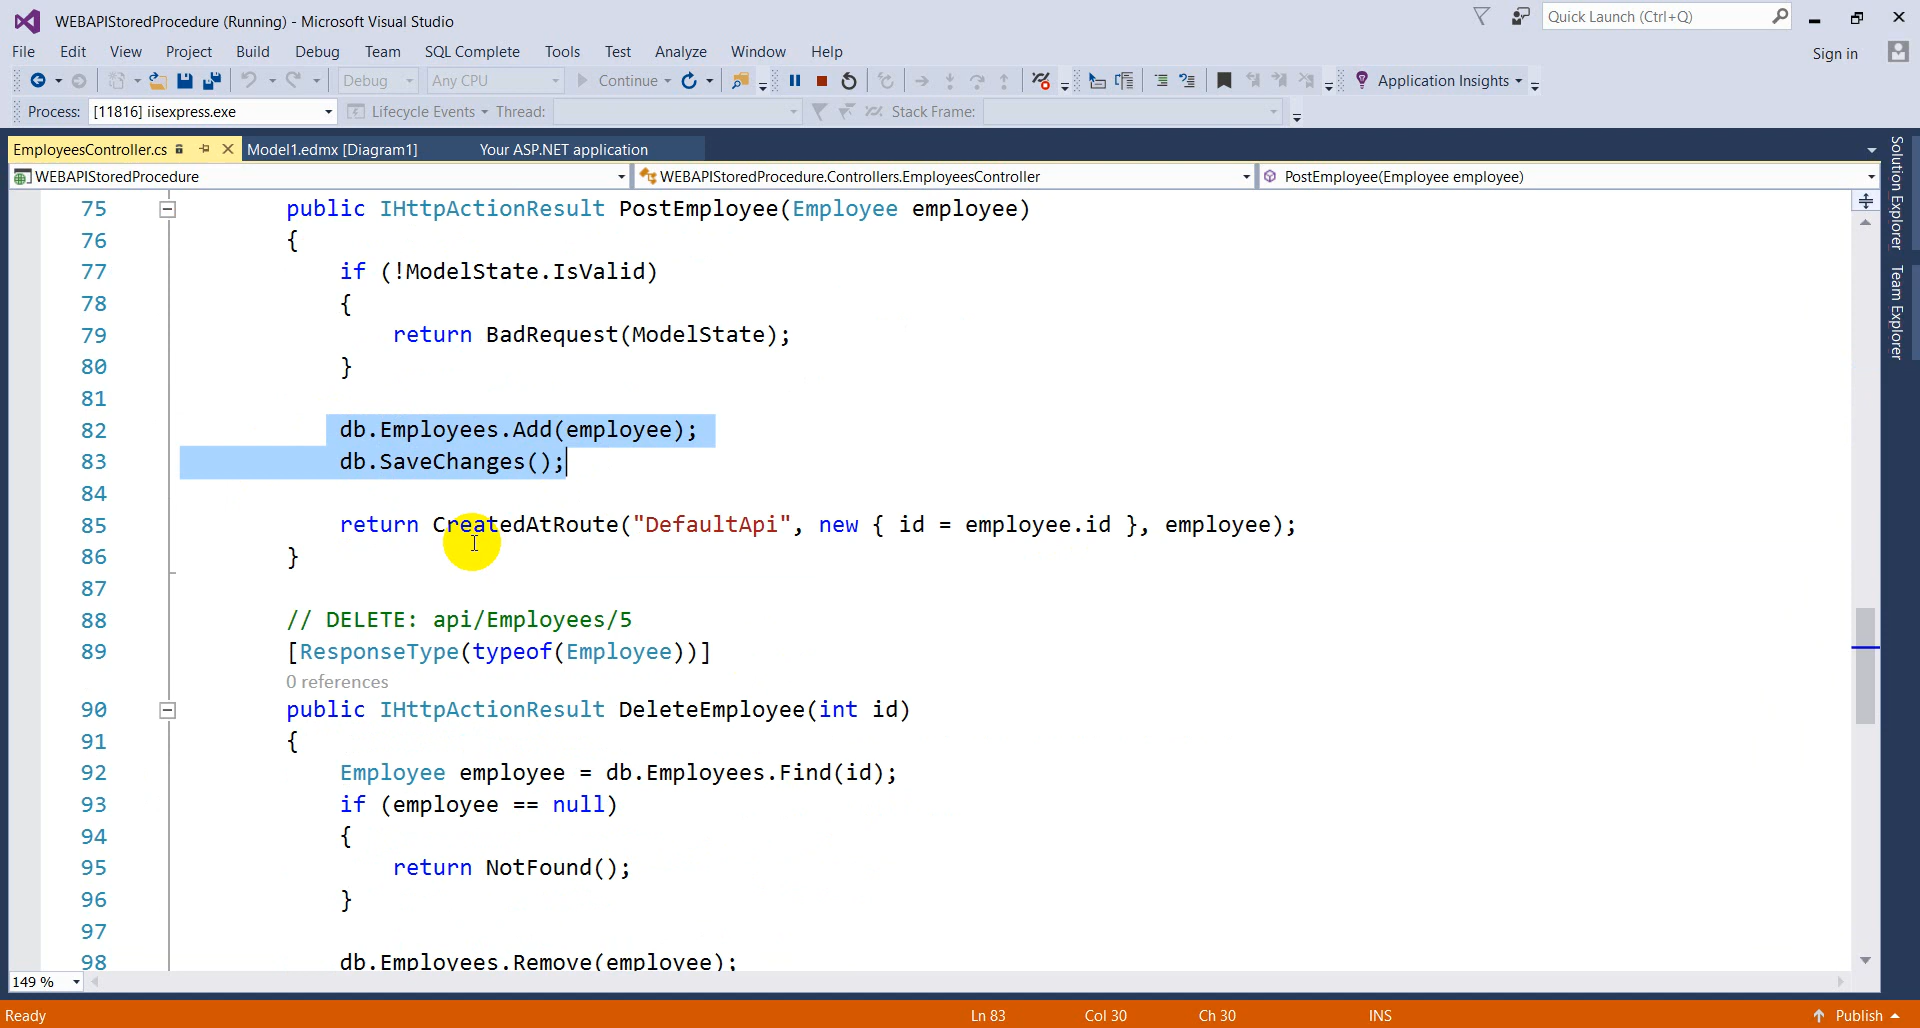 WEBAPIStoredProcedure (Running) - Microsoft Visual Studio
Quick Launch (Ctrl+Q)
File Edit View Project Build Debug Team SQL Complete Tools Test Analyze Window Help
Sign in
Debug Any CPU Continue Application Insights
Process: [11816] iisexpress.exe Lifecycle Events Thread: Stack Frame:
EmployeesController.cs Model1.edmx [Diagram1] Your ASP.NET application
WEBAPIStoredProcedure WEBAPIStoredProcedure.Controllers.EmployeesController PostEmployee(Employee employee)
75 public IHttpActionResult PostEmployee(Employee employee)
76 {
77 if (!ModelState.IsValid)
78 {
79 return BadRequest(ModelState);
80 }
81
82 db.Employees.Add(employee);
83 db.SaveChanges();
84
85 return CreatedAtRoute("DefaultApi", new { id = employee.id }, employee);
86 }
87
88 // DELETE: api/Employees/5
89 [ResponseType(typeof(Employee))]
0 references
90 public IHttpActionResult DeleteEmployee(int id)
91 {
92 Employee employee = db.Employees.Find(id);
93 if (employee == null)
94 {
95 return NotFound();
96 }
97
98 db.Employees.Remove(employee);
Solution Explorer
Team Explorer
149 %
Ready Ln 83 Col 30 Ch 30 INS Publish